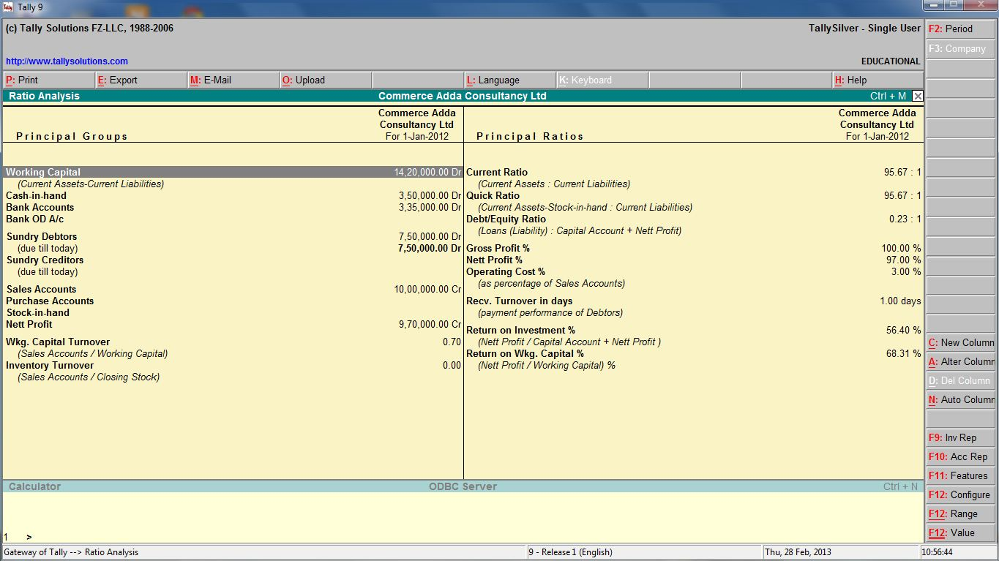 Tally 9
(c) Tally Solutions FZ-LLC, 1988-2006 TallySilver - Single User
http://www.tallysolutions.com EDUCATIONAL
P: Print E: Export M: E-Mail O: Upload L: Language K: Keyboard H: Help
Ratio Analysis Commerce Adda Consultancy Ltd Ctrl + M
Principal Groups
Commerce Adda
Consultancy Ltd
For 1-Jan-2012
Working Capital 14,20,000.00 Dr
(Current Assets-Current Liabilities)
Cash-in-hand 3,50,000.00 Dr
Bank Accounts 3,35,000.00 Dr
Bank OD A/c
Sundry Debtors 7,50,000.00 Dr
(due till today) 7,50,000.00 Dr
Sundry Creditors
(due till today)
Sales Accounts 10,00,000.00 Cr
Purchase Accounts
Stock-in-hand
Nett Profit 9,70,000.00 Cr
Wkg. Capital Turnover 0.70
(Sales Accounts / Working Capital)
Inventory Turnover 0.00
(Sales Accounts / Closing Stock)
Principal Ratios
Commerce Adda
Consultancy Ltd
For 1-Jan-2012
Current Ratio 95.67 : 1
(Current Assets : Current Liabilities)
Quick Ratio 95.67 : 1
(Current Assets-Stock-in-hand : Current Liabilities)
Debt/Equity Ratio 0.23 : 1
(Loans (Liability) : Capital Account + Nett Profit)
Gross Profit % 100.00 %
Nett Profit % 97.00 %
Operating Cost % 3.00 %
(as percentage of Sales Accounts)
Recv. Turnover in days 1.00 days
(payment performance of Debtors)
Return on Investment % 56.40 %
(Nett Profit / Capital Account + Nett Profit )
Return on Wkg. Capital % 68.31 %
(Nett Profit / Working Capital) %
F2: Period
F3: Company
C: New Column
A: Alter Column
D: Del Column
N: Auto Column
F9: Inv Rep
F10: Acc Rep
F11: Features
F12: Configure
F12: Range
F12: Value
Calculator ODBC Server Ctrl + N
1 >
Gateway of Tally --> Ratio Analysis 9 - Release 1 (English) Thu, 28 Feb, 2013 10:56:44